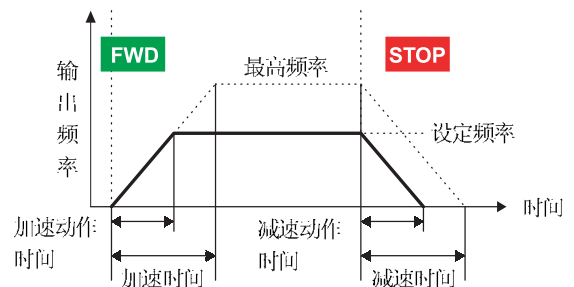 FWD
STOP
最高频率
输出频率
设定频率
时间
加速动作
时间
减速动作
时间
加速时间
减速时间